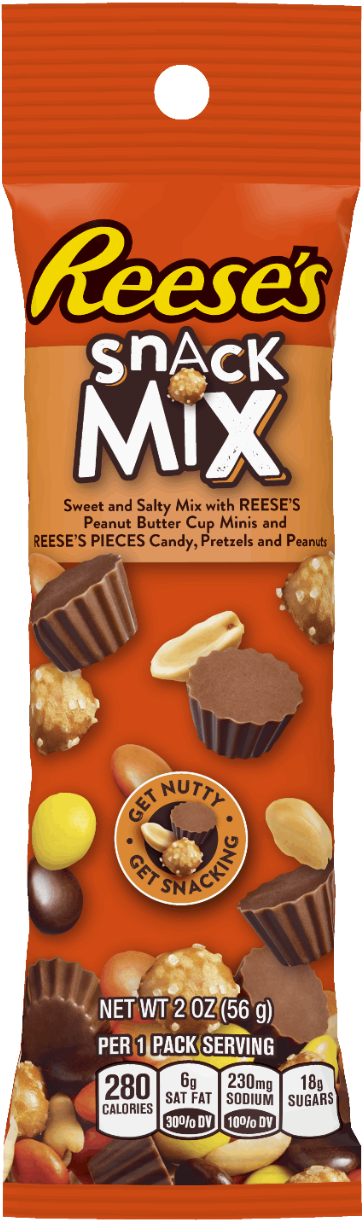 Reese's
SnACK
MiX
Sweet and Salty Mix with REESE'S
Peanut Butter Cup Minis and
REESE'S PIECES Candy, Pretzels and Peanuts
GET NUTTY
GET SNACKING
NET WT 2 OZ (56 g)
PER 1 PACK SERVING
280 CALORIES
6g SAT FAT 30% DV
230mg SODIUM 10% DV
18g SUGARS